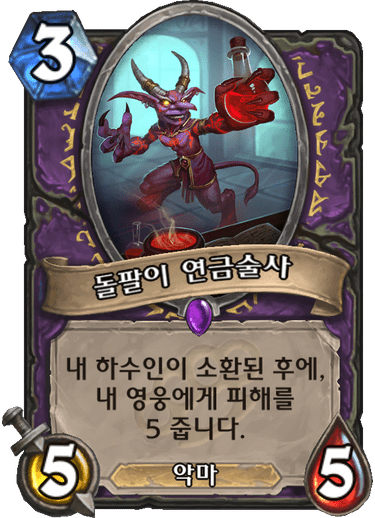 3
돌팔이 연금술사
내 하수인이 소환된 후에,
내 영웅에게 피해를
5 줍니다.
5
악마
5